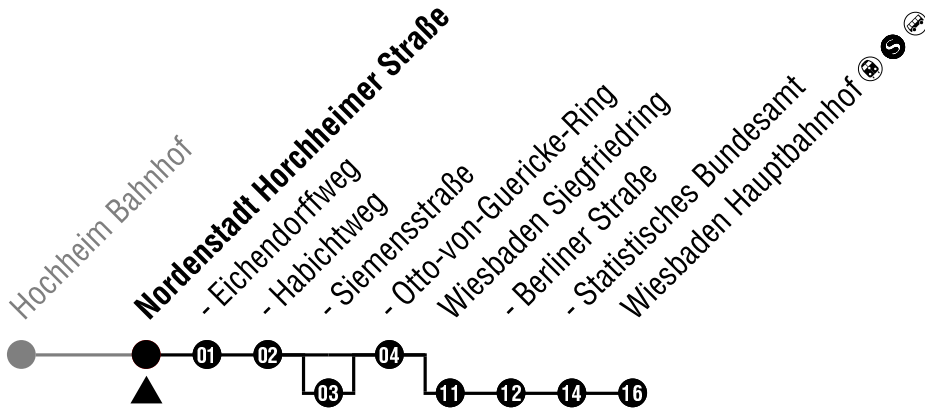 Hochheim Bahnhof
Nordenstadt Horchheimer Straße
- Eichendorffweg
- Habichtweg
- Siemensstraße
- Otto-von-Guericke-Ring
Wiesbaden Siegfriedring
- Berliner Straße
- Statistisches Bundesamt
Wiesbaden Hauptbahnhof S
01 02 04
03 11 12 14 16